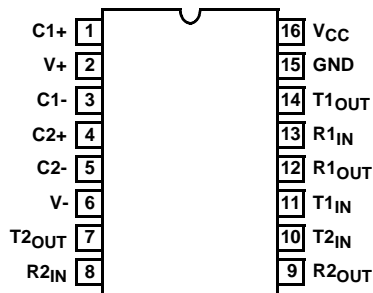 C1+ 1 16 VCC
V+ 2 15 GND
C1- 3 14 T1OUT
C2+ 4 13 R1IN
C2- 5 12 R1OUT
V- 6 11 T1IN
T2OUT 7 10 T2IN
R2IN 8 9 R2OUT